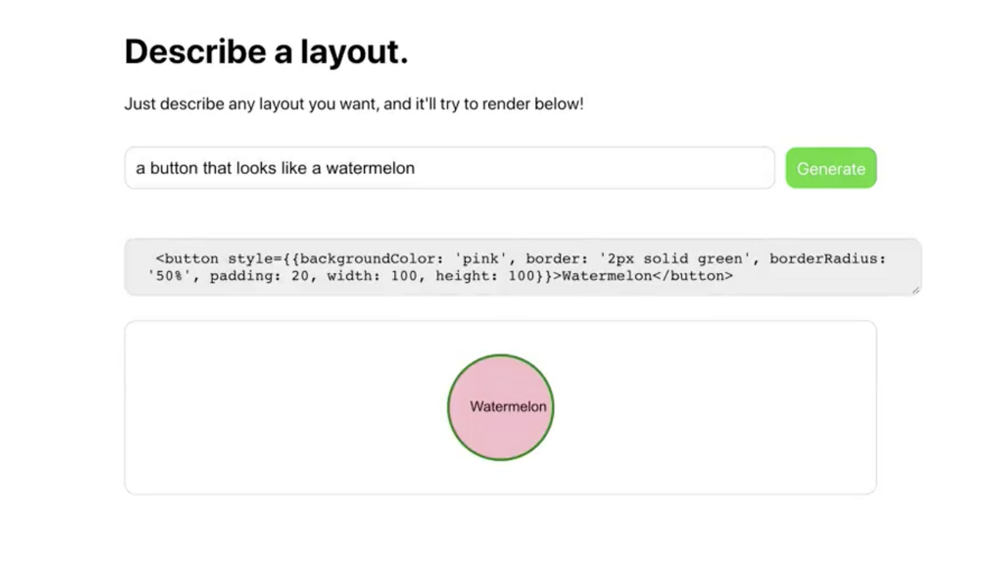 Describe a layout.
Just describe any layout you want, and it'll try to render below!
a button that looks like a watermelon
Generate
<button style={{backgroundColor: 'pink', border: '2px solid green', borderRadius:
'50%', padding: 20, width: 100, height: 100}}>Watermelon</button>
Watermelon